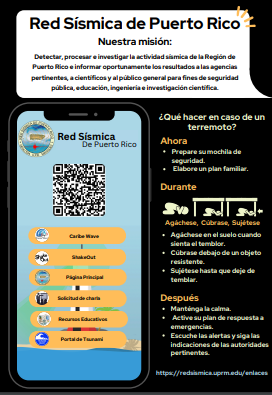 Red Sísmica de Puerto Rico
Nuestra misión:
Detectar, procesar e investigar la actividad sísmica de la Región de
Puerto Rico e informar oportunamente los resultados a las agencias
pertinentes, a científicos y al público general para fines de seguridad
pública, educación, ingeniería e investigación científica.
Red Sísmica
De Puerto Rico
Caribe Wave
ShakeOut
Página Principal
Solicitud de charla
Recursos Educativos
Portal de Tsunami
¿Qué hacer en caso de un
terremoto?
Ahora
Prepare su mochila de
seguridad.
Elabore un plan familiar.
Durante
Agáchese, Cúbrase, Sujétese
Agáchese en el suelo cuando
sienta el temblor.
Cúbrase debajo de un objeto
resistente.
Sujétese hasta que deje de
temblar.
Después
Manténga la calma.
Active su plan de respuesta a
emergencias.
Escuche las alertas y siga las
indicaciones de las autoridades
pertinentes.
https://redsismica.uprm.edu/enlaces